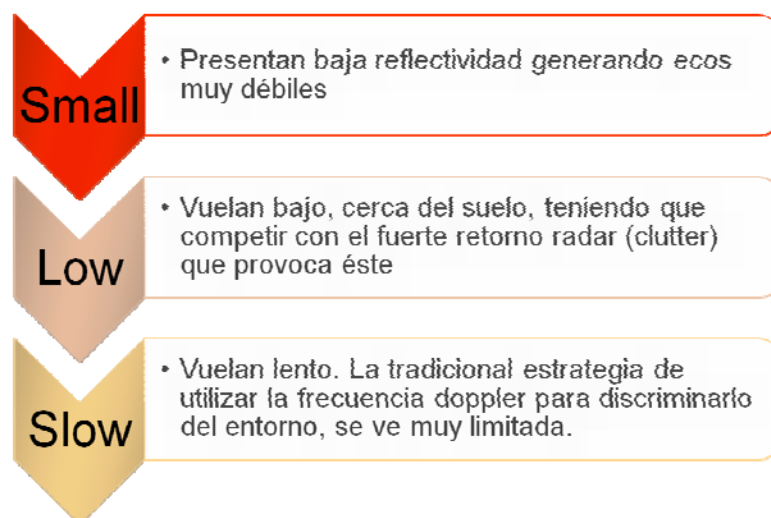 Small
• Presentan baja reflectividad generando ecos
muy débiles
Low
• Vuelan bajo, cerca del suelo, teniendo que
competir con el fuerte retorno radar (clutter)
que provoca éste
Slow
• Vuelan lento. La tradicional estrategia de
utilizar la frecuencia doppler para discriminarlo
del entorno, se ve muy limitada.